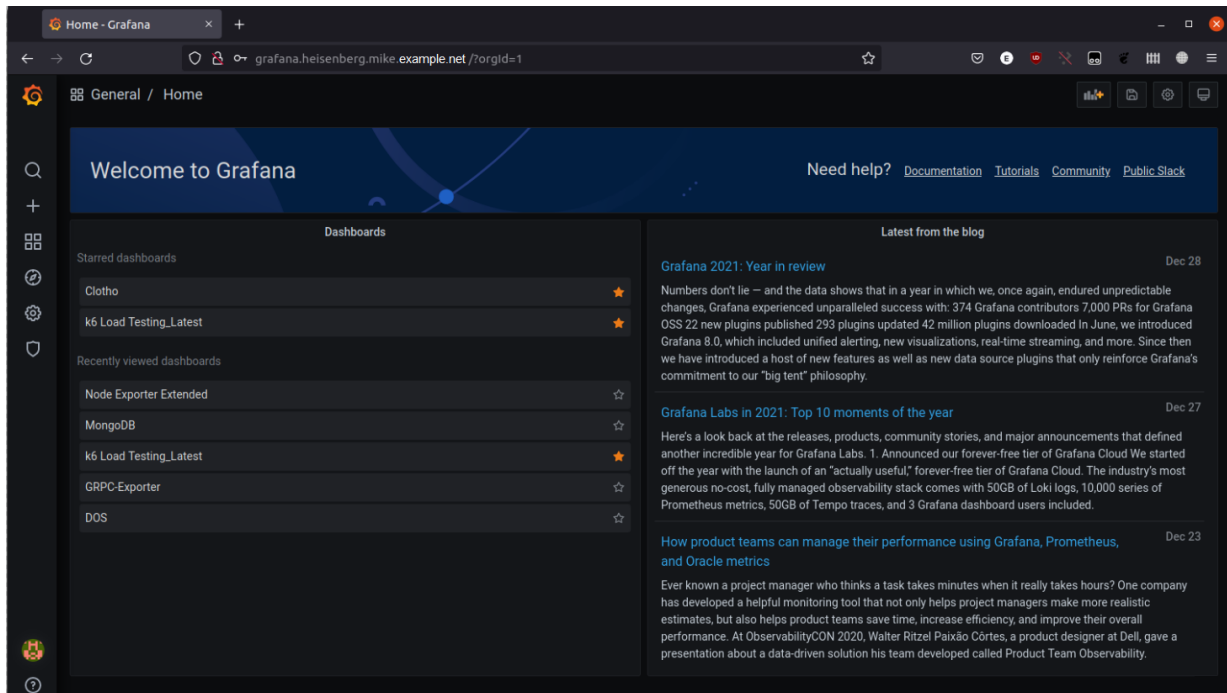 Home - Grafana
grafana.heisenberg.mike.example.net /?orgId=1
General / Home
Welcome to Grafana
Need help? Documentation Tutorials Community Public Slack
Dashboards
Starred dashboards
Clotho
k6 Load Testing_Latest
Recently viewed dashboards
Node Exporter Extended
MongoDB
k6 Load Testing_Latest
GRPC-Exporter
DOS
Latest from the blog
Grafana 2021: Year in review
Dec 28
Numbers don't lie — and the data shows that in a year in which we, once again, endured unpredictable
changes, Grafana experienced unparalleled success with: 374 Grafana contributors 7,000 PRs for Grafana
OSS 22 new plugins published 293 plugins updated 42 million plugins downloaded In June, we introduced
Grafana 8.0, which included unified alerting, new visualizations, real-time streaming, and more. Since then
we have introduced a host of new features as well as new data source plugins that only reinforce Grafana's
commitment to our "big tent" philosophy.
Grafana Labs in 2021: Top 10 moments of the year
Dec 27
Here's a look back at the releases, products, community stories, and major announcements that defined
another incredible year for Grafana Labs. 1. Announced our forever-free tier of Grafana Cloud We started
off the year with the launch of an "actually useful," forever-free tier of Grafana Cloud. The industry's most
generous no-cost, fully managed observability stack comes with 50GB of Loki logs, 10,000 series of
Prometheus metrics, 50GB of Tempo traces, and 3 Grafana dashboard users included.
How product teams can manage their performance using Grafana, Prometheus,
and Oracle metrics
Dec 23
Ever known a project manager who thinks a task takes minutes when it really takes hours? One company
has developed a helpful monitoring tool that not only helps project managers make more realistic
estimates, but also helps product teams save time, increase efficiency, and improve their overall
performance. At ObservabilityCON 2020, Walter Ritzel Paixão Côrtes, a product designer at Dell, gave a
presentation about a data-driven solution his team developed called Product Team Observability.